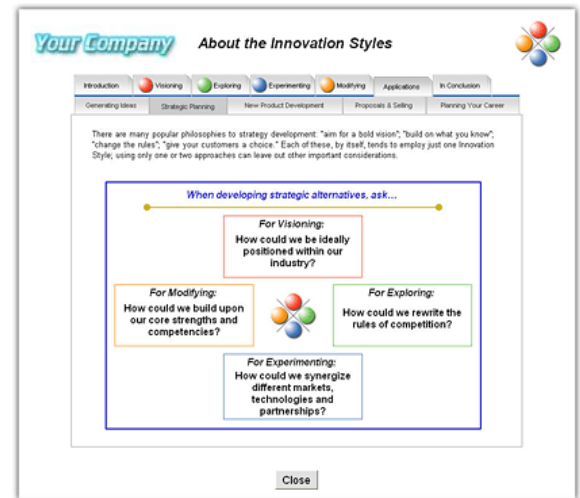 Your Company
About the Innovation Styles
Introduction
Visioning
Exploring
Experimenting
Modifying
Applications
In Conclusion
Generating Ideas
Strategic Planning
New Product Development
Proposals & Selling
Planning Your Career
There are many popular philosophies to strategy development: "aim for a bold vision"; "build on what you know";
"change the rules"; "give your customers a choice." Each of these, by itself, tends to employ just one Innovation
Style; using only one or two approaches can leave out other important considerations.
When developing strategic alternatives, ask...
For Visioning:
How could we be ideally
positioned within our
industry?
For Modifying:
How could we build upon
our core strengths and
competencies?
For Exploring:
How could we rewrite the
rules of competition?
For Experimenting:
How could we synergize
different markets,
technologies and
partnerships?
Close